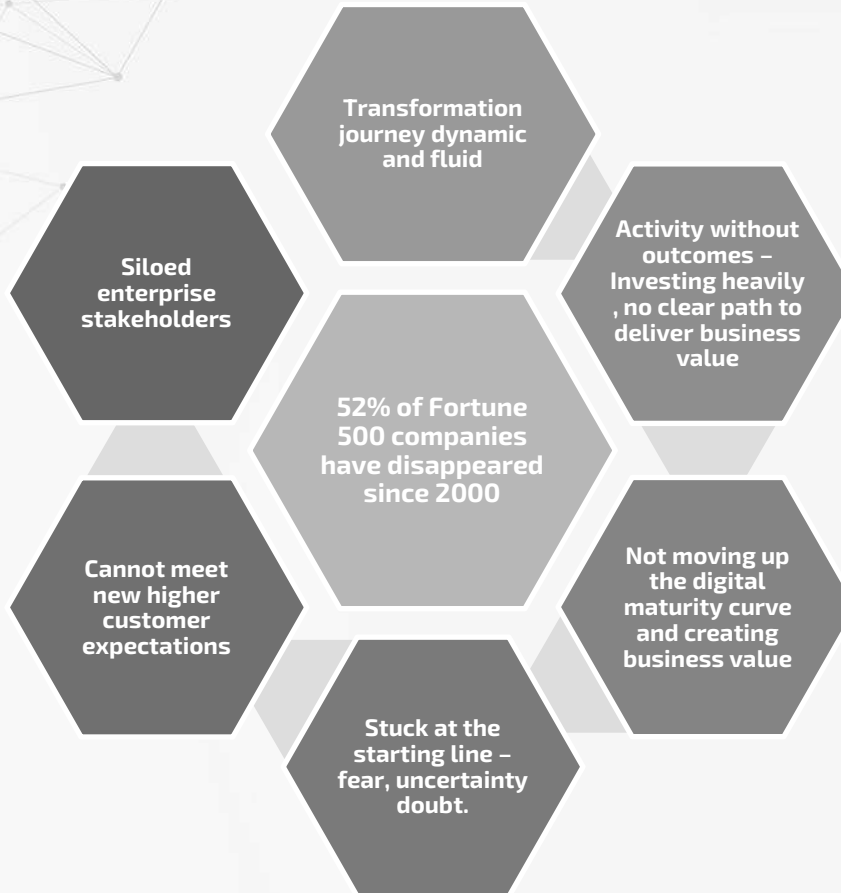 Transformation
journey dynamic
and fluid
Siloed
enterprise
stakeholders
Activity without
outcomes –
Investing heavily
, no clear path to
deliver business
value
52% of Fortune
500 companies
have disappeared
since 2000
Cannot meet
new higher
customer
expectations
Not moving up
the digital
maturity curve
and creating
business value
Stuck at the
starting line –
fear, uncertainty
doubt.